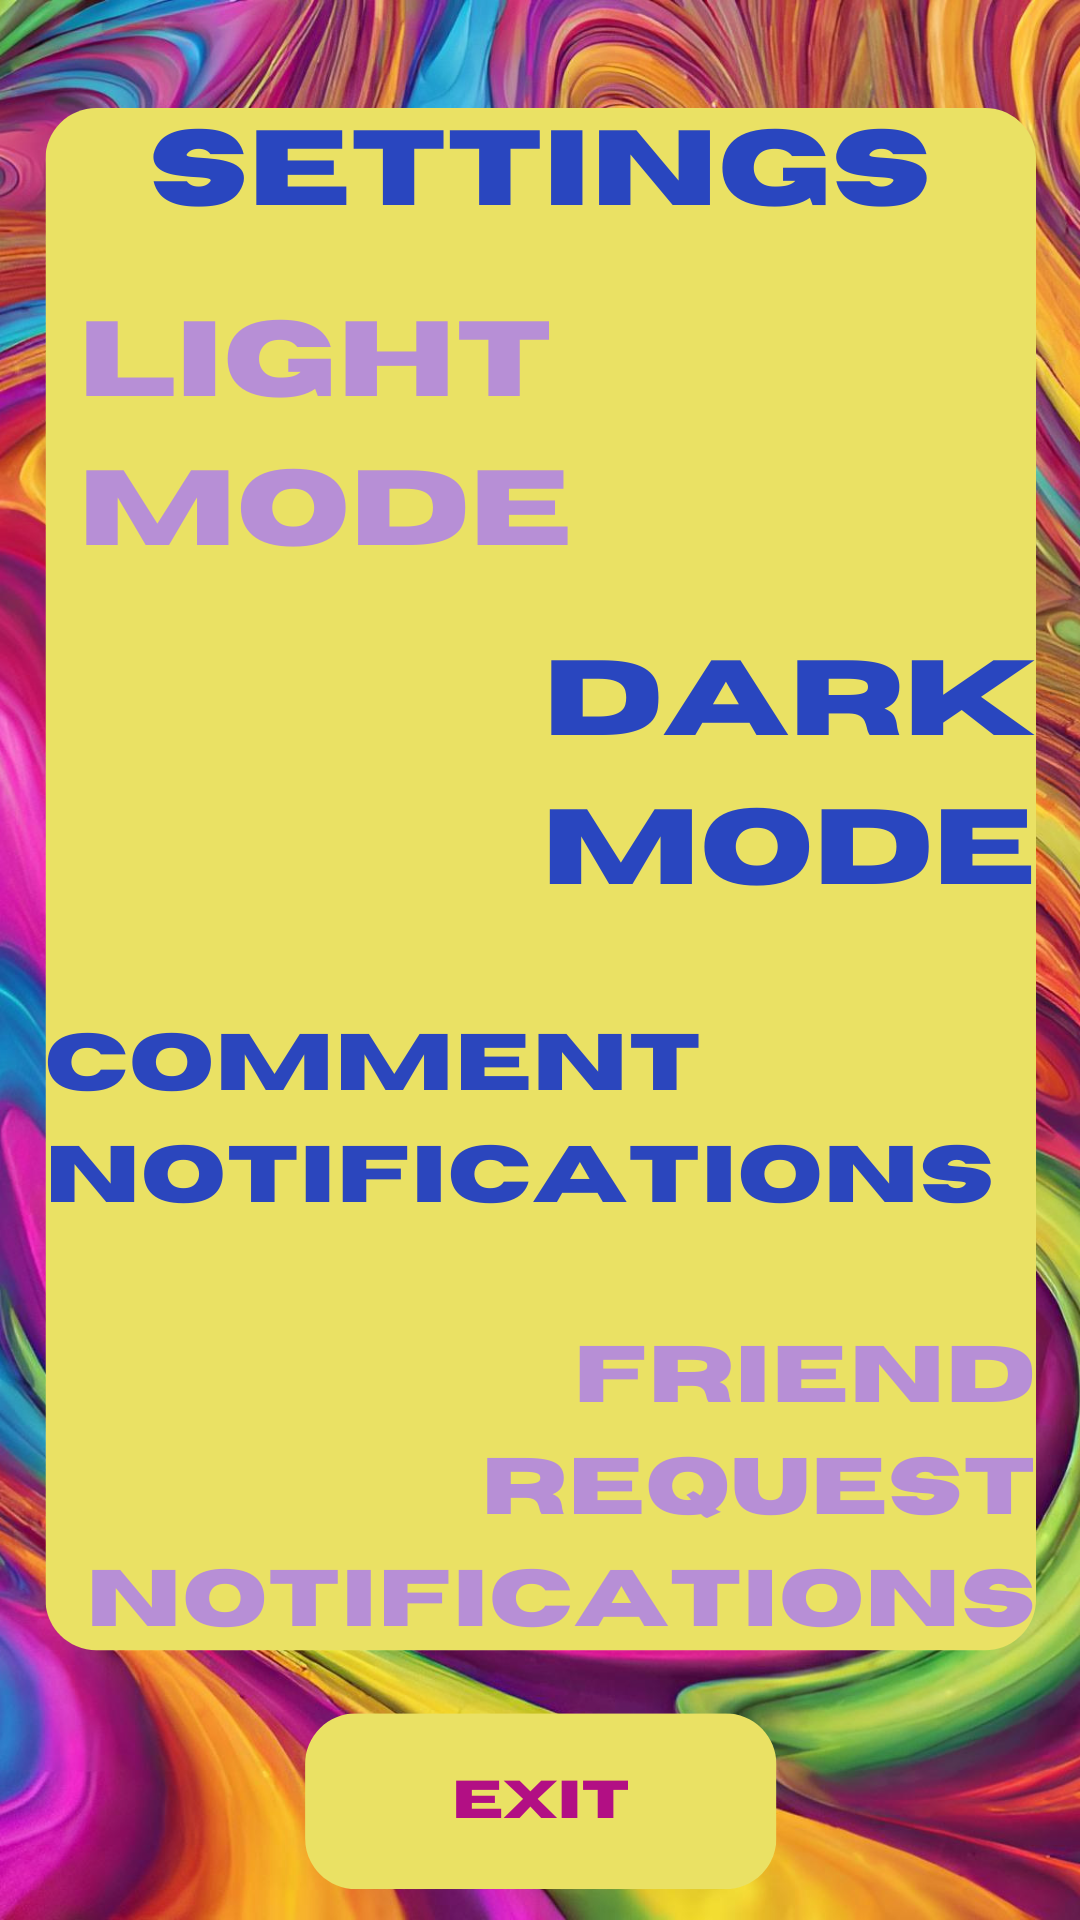 SETTINGS
LIGHT
MODE
DARK
MODE
COMMENT
NOTIFICATIONS
FRIEND
REQUEST
NOTIFICATIONS
EXIT